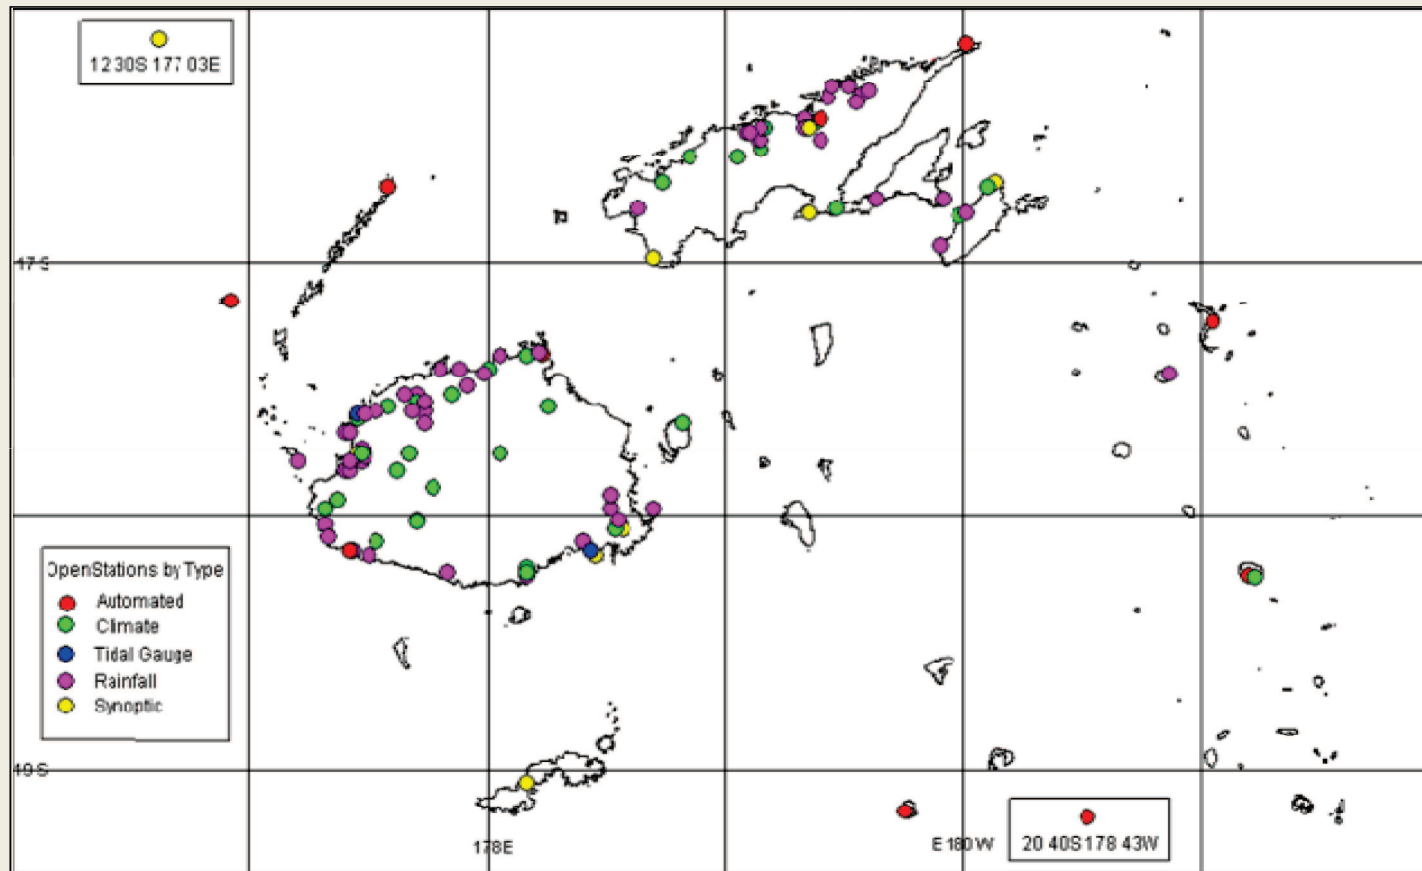 12 30S 177 03E
17 S
OpenStations by Type
Automated
Climate
Tidal Gauge
Rainfall
Synoptic
19 S
178E
E 180 W
20 40S 178 43W